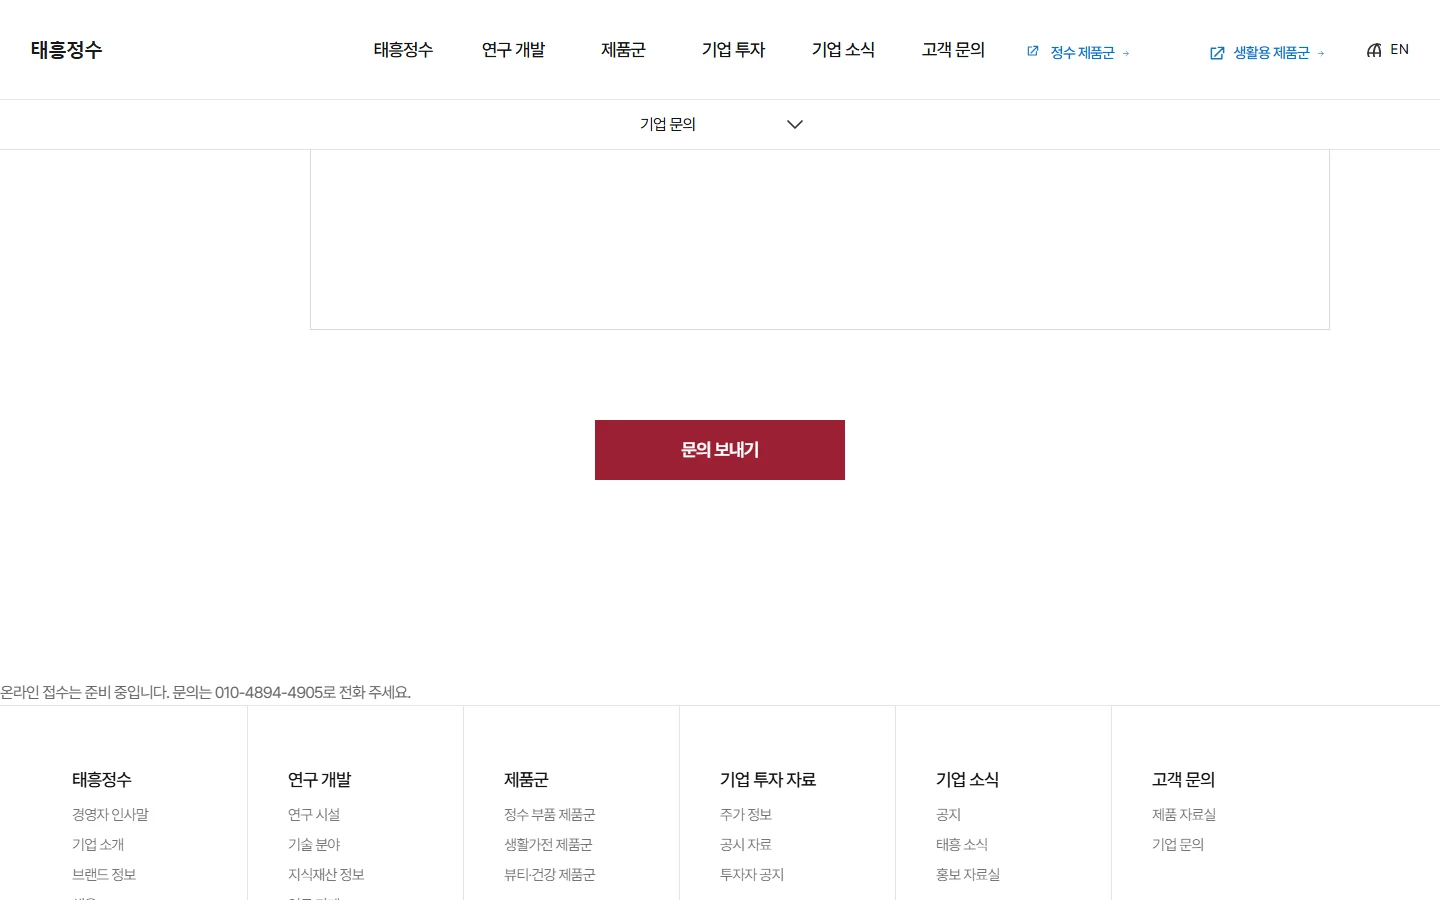 태흥정수
태흥정수 연구 개발 제품군 기업 투자 기업 소식 고객 문의 정수 제품군 → 생활용 제품군 → EN
기업 문의
문의 보내기
온라인 접수는 준비 중입니다. 문의는 010-4894-4905로 전화 주세요.
태흥정수
경영자 인사말
기업 소개
브랜드 정보
연구 개발
연구 시설
기술 분야
지식재산 정보
제품군
정수 부품 제품군
생활가전 제품군
뷰티·건강 제품군
기업 투자 자료
주가 정보
공시 자료
투자자 공지
기업 소식
공지
태흥 소식
홍보 자료실
고객 문의
제품 자료실
기업 문의